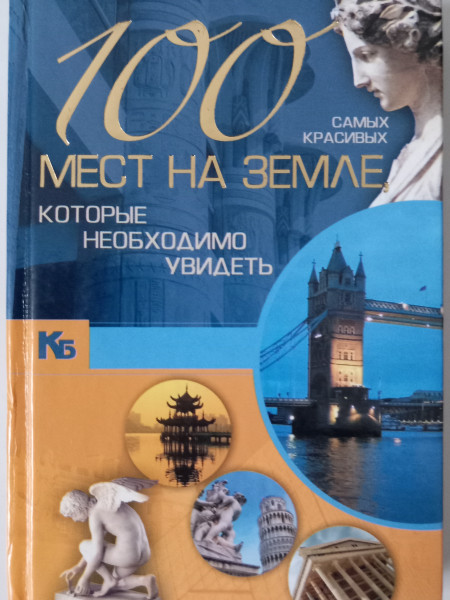 100
САМЫХ
КРАСИВЫХ
МЕСТ НА ЗЕМЛЕ,
КОТОРЫЕ
НЕОБХОДИМО
УВИДЕТЬ
КБ